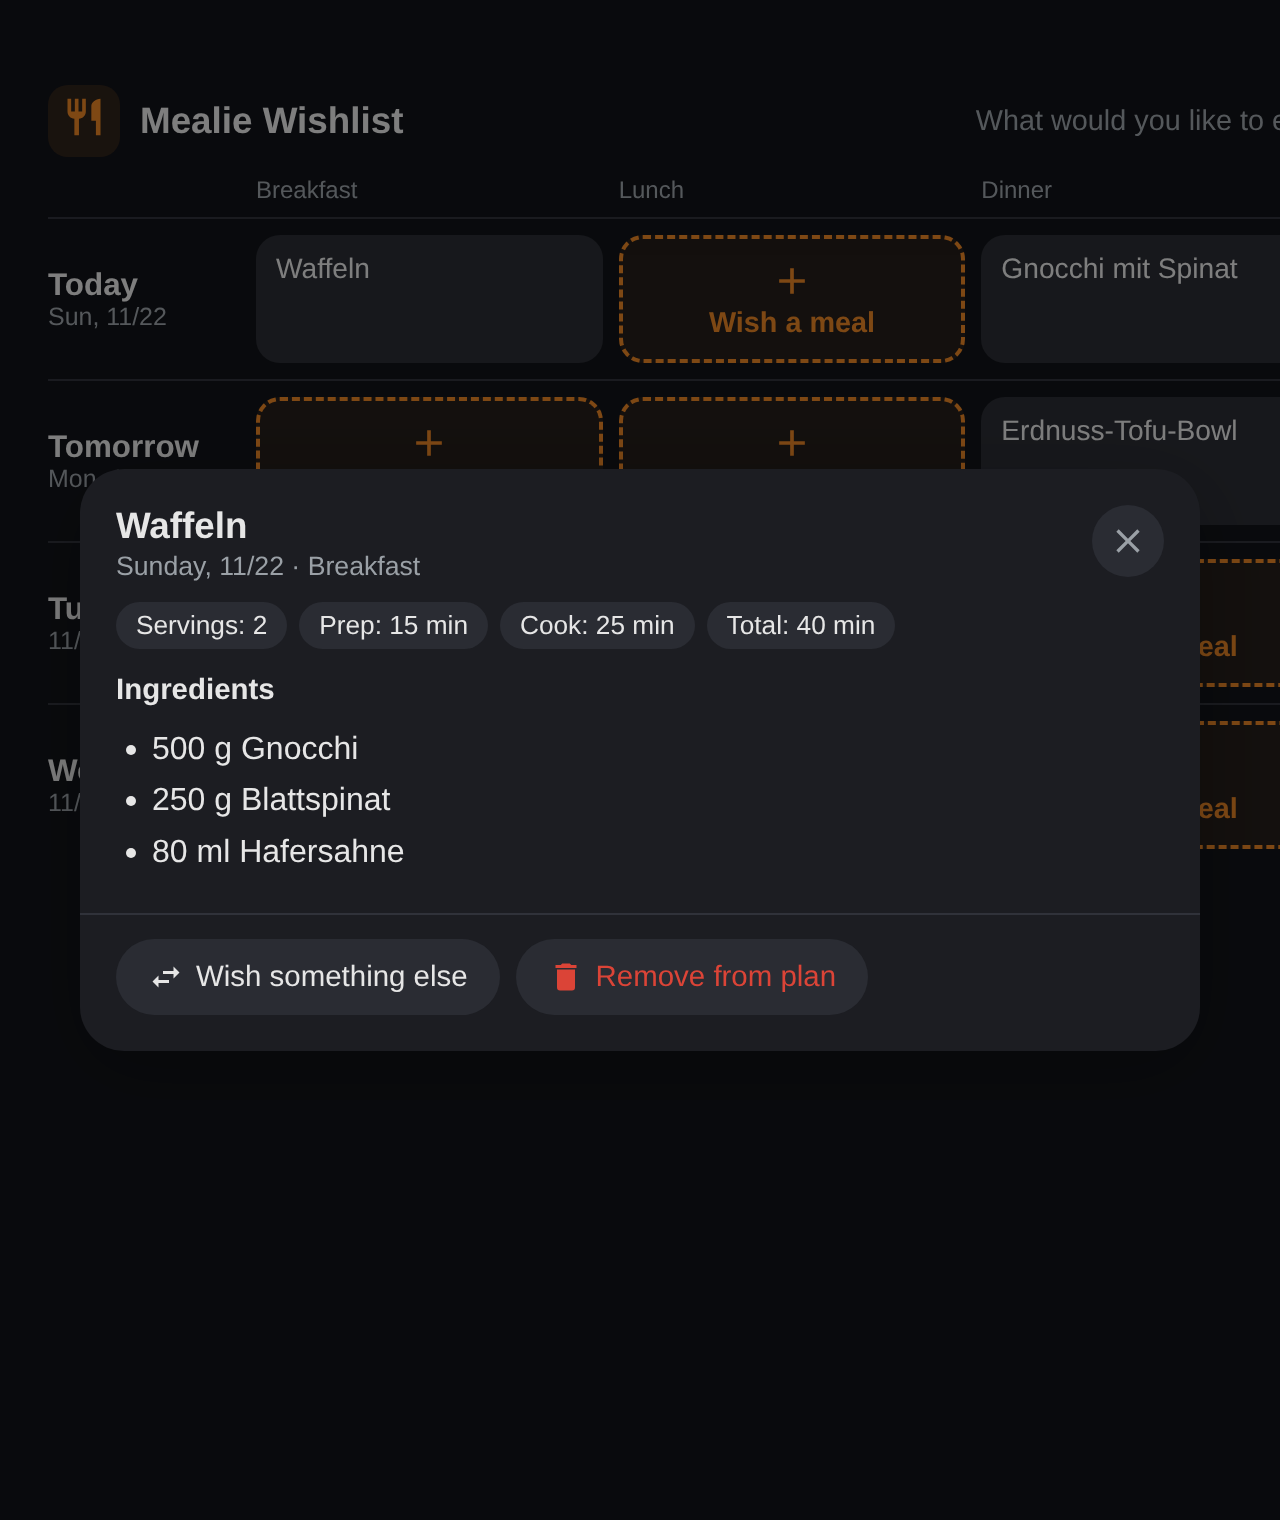 Mealie Wishlist
What would you like to
Breakfast Lunch Dinner
Today
Sun, 11/22
Waffeln
Wish a meal
Gnocchi mit Spinat
Tomorrow
Mon
Erdnuss-Tofu-Bowl
Waffeln
Sunday, 11/22 · Breakfast
Servings: 2 Prep: 15 min Cook: 25 min Total: 40 min
Ingredients
• 500 g Gnocchi
• 250 g Blattspinat
• 80 ml Hafersahne
Wish something else
Remove from plan